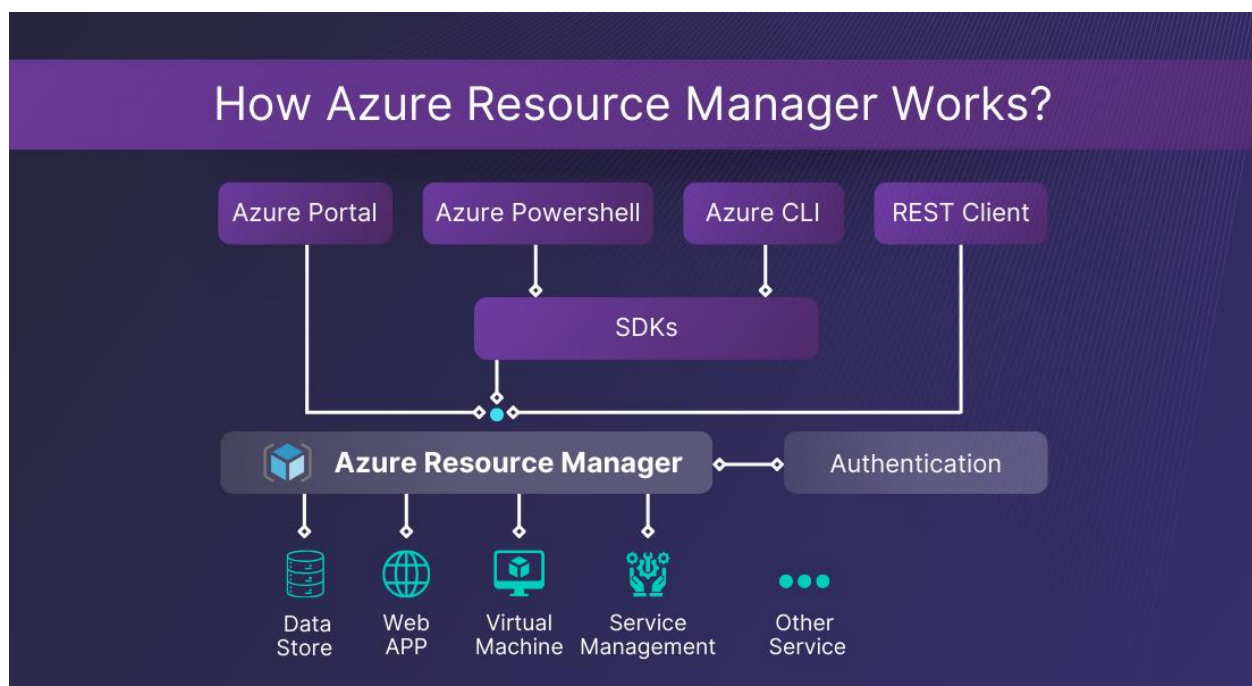 How Azure Resource Manager Works?
Azure Portal
Azure Powershell
Azure CLI
REST Client
SDKs
Azure Resource Manager
Authentication
Data
Store
Web
APP
Virtual
Machine
Service
Management
Other
Service